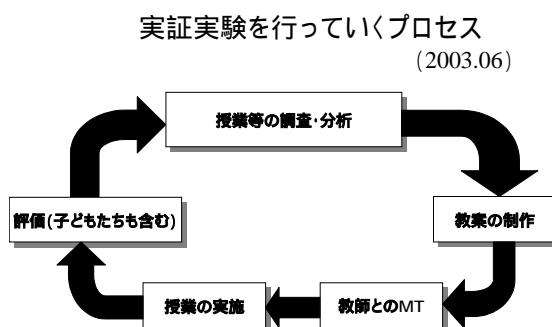 実証実験を行っていくプロセス
(2003.06)
授業等の調査・分析
教案の制作
教師とのMT
授業の実施
評価(子どもたちも含む)